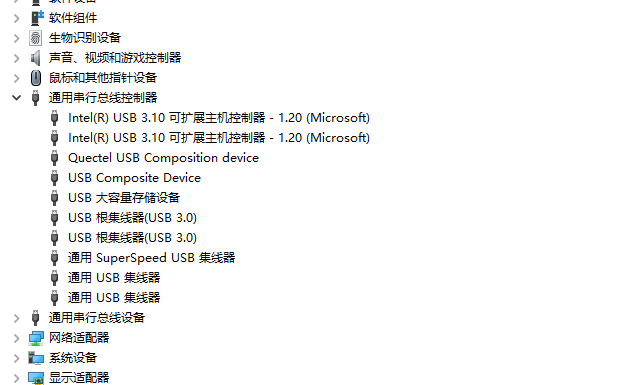 软件组件
生物识别设备
声音、视频和游戏控制器
鼠标和其他指针设备
通用串行总线控制器
Intel(R) USB 3.10 可扩展主机控制器 - 1.20 (Microsoft)
Intel(R) USB 3.10 可扩展主机控制器 - 1.20 (Microsoft)
Quectel USB Composition device
USB Composite Device
USB 大容量存储设备
USB 根集线器(USB 3.0)
USB 根集线器(USB 3.0)
通用 SuperSpeed USB 集线器
通用 USB 集线器
通用 USB 集线器
通用串行总线设备
网络适配器
系统设备
显示适配器